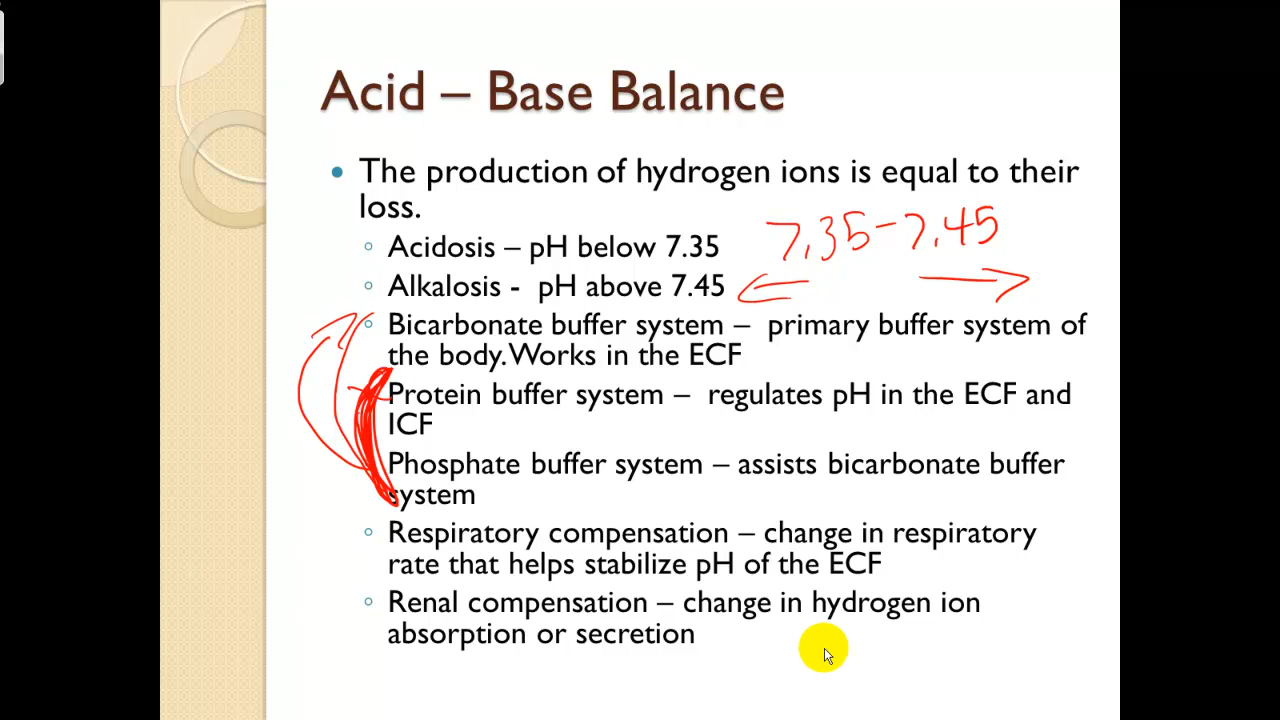 Acid – Base Balance
The production of hydrogen ions is equal to their
loss.
7.35-7.45
Acidosis – pH below 7.35
Alkalosis - pH above 7.45
Bicarbonate buffer system – primary buffer system of
the body. Works in the ECF
Protein buffer system – regulates pH in the ECF and
ICF
Phosphate buffer system – assists bicarbonate buffer
system
Respiratory compensation – change in respiratory
rate that helps stabilize pH of the ECF
Renal compensation – change in hydrogen ion
absorption or secretion